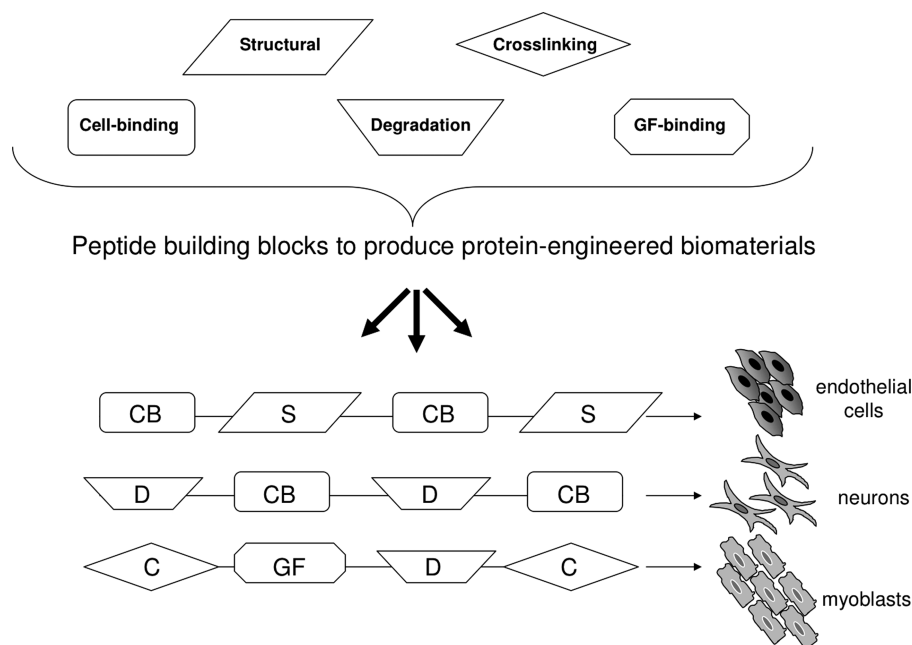 Structural
Crosslinking
Cell-binding
Degradation
GF-binding
Peptide building blocks to produce protein-engineered biomaterials
CB
S
CB
S
endothelial
cells
D
CB
D
CB
neurons
C
GF
D
C
myoblasts